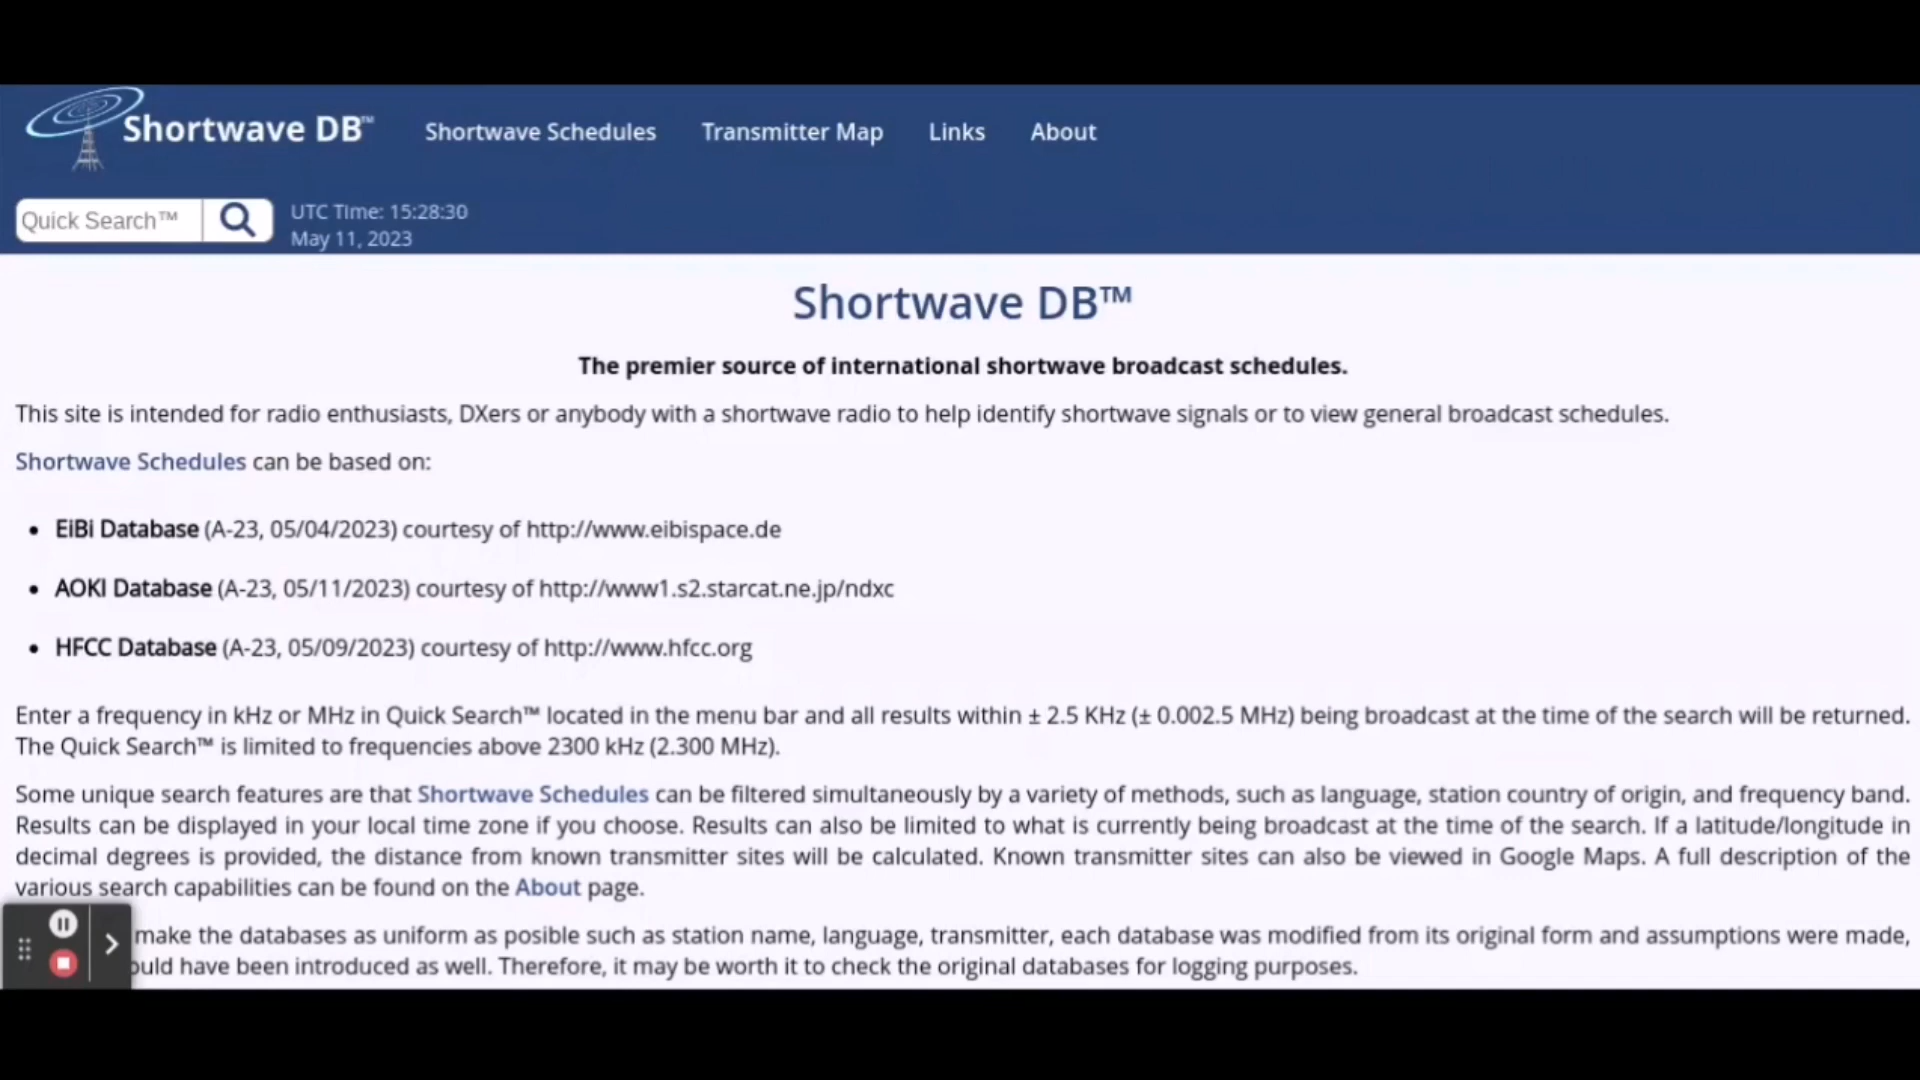 Shortwave DB™
Shortwave Schedules
Transmitter Map
Links
About
Quick Search™
UTC Time: 15:28:30
May 11, 2023
Shortwave DB™
The premier source of international shortwave broadcast schedules.
This site is intended for radio enthusiasts, DXers or anybody with a shortwave radio to help identify shortwave signals or to view general broadcast schedules.
Shortwave Schedules can be based on:
• EiBi Database (A-23, 05/04/2023) courtesy of http://www.eibispace.de
• AOKI Database (A-23, 05/11/2023) courtesy of http://www1.s2.starcat.ne.jp/ndxc
• HFCC Database (A-23, 05/09/2023) courtesy of http://www.hfcc.org
Enter a frequency in kHz or MHz in Quick Search™ located in the menu bar and all results within ± 2.5 KHz (± 0.002.5 MHz) being broadcast at the time of the search will be returned.
The Quick Search™ is limited to frequencies above 2300 kHz (2.300 MHz).
Some unique search features are that Shortwave Schedules can be filtered simultaneously by a variety of methods, such as language, station country of origin, and frequency band.
Results can be displayed in your local time zone if you choose. Results can also be limited to what is currently being broadcast at the time of the search. If a latitude/longitude in
decimal degrees is provided, the distance from known transmitter sites will be calculated. Known transmitter sites can also be viewed in Google Maps. A full description of the
various search capabilities can be found on the About page.
make the databases as uniform as posible such as station name, language, transmitter, each database was modified from its original form and assumptions were made,
ould have been introduced as well. Therefore, it may be worth it to check the original databases for logging purposes.